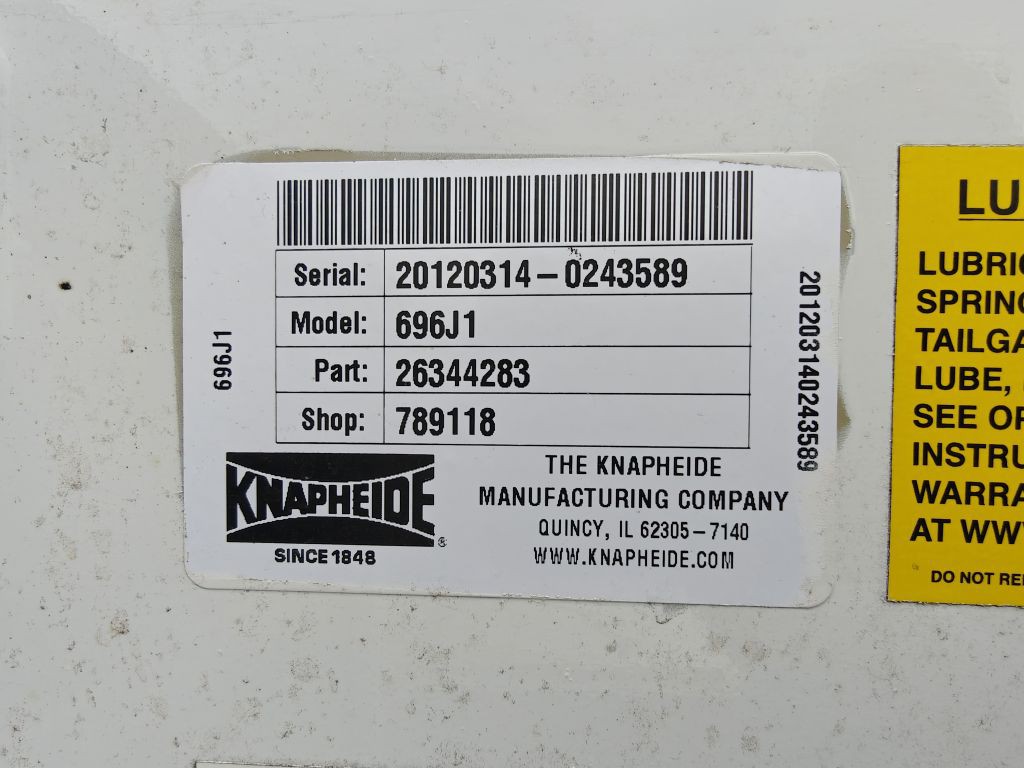 Serial: 20120314-0243589
Model: 696J1
Part: 26344283
Shop: 789118
696J1
201203140243589
KNAPHEIDE®
SINCE 1848
THE KNAPHEIDE
MANUFACTURING COMPANY
QUINCY, IL 62305-7140
WWW.KNAPHEIDE.COM
LU
LUBRIC
SPRING
TAILGA
LUBE,
SEE OR
INSTRU
WARRA
AT WW
DO NOT RE